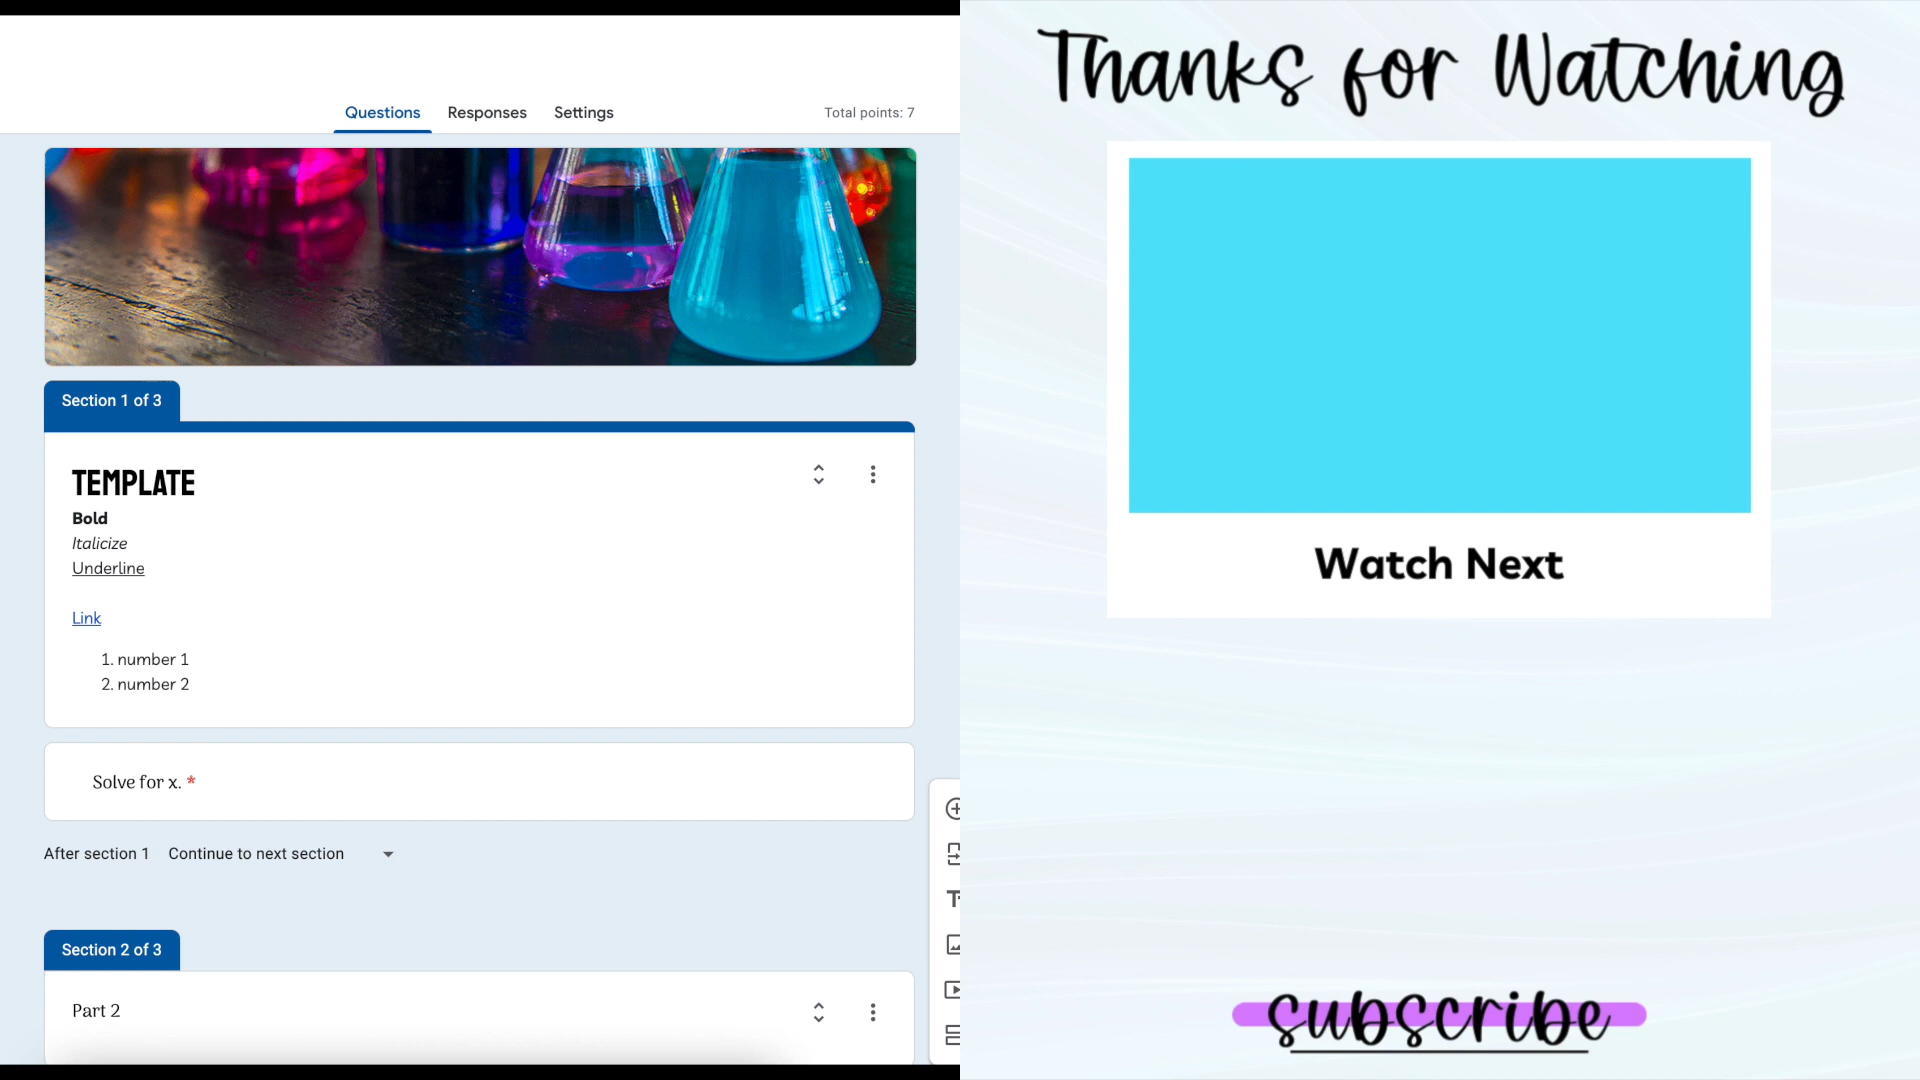 Questions
Responses
Settings
Total points: 7
Section 1 of 3
TEMPLATE
Bold
Italicize
Underline
Link
1. number 1
2. number 2
Solve for x. *
After section 1 Continue to next section
Section 2 of 3
Part 2
Thanks for Watching
Watch Next
subscribe